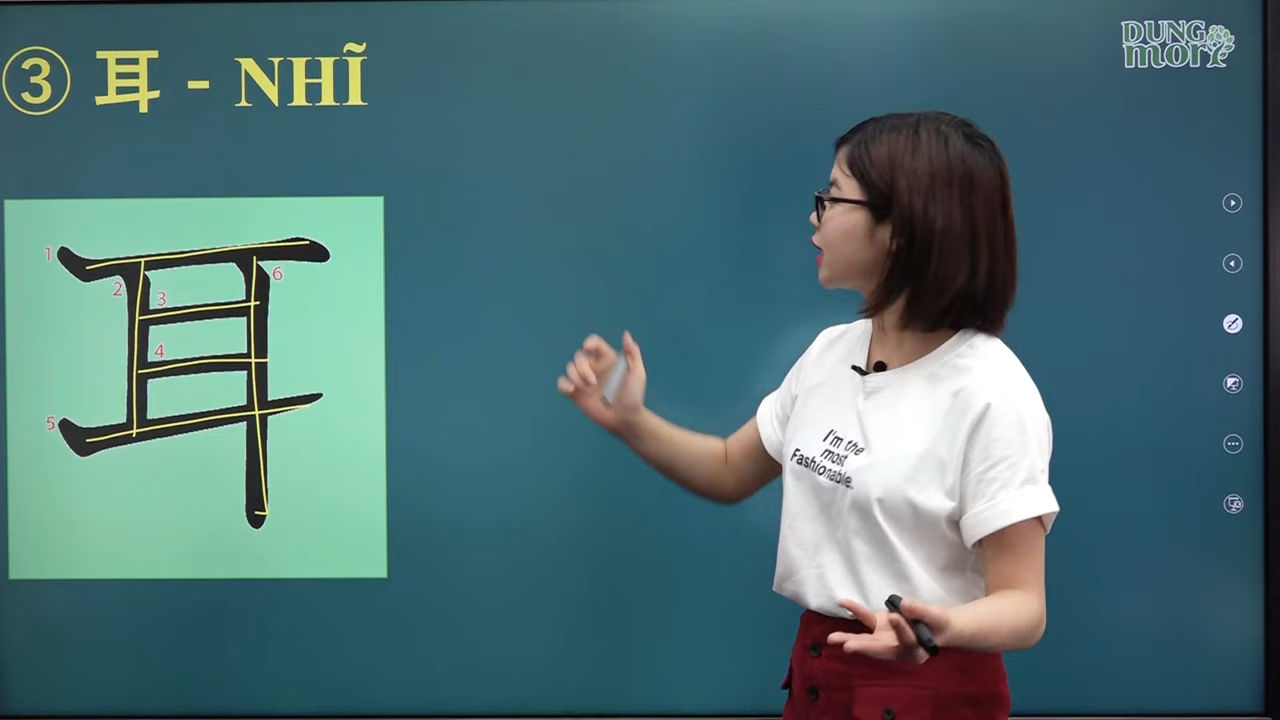 ③ 耳 - NHĨ
DUNG
mori
1
2
3
6
4
5
I'm the
most
Fashionable.